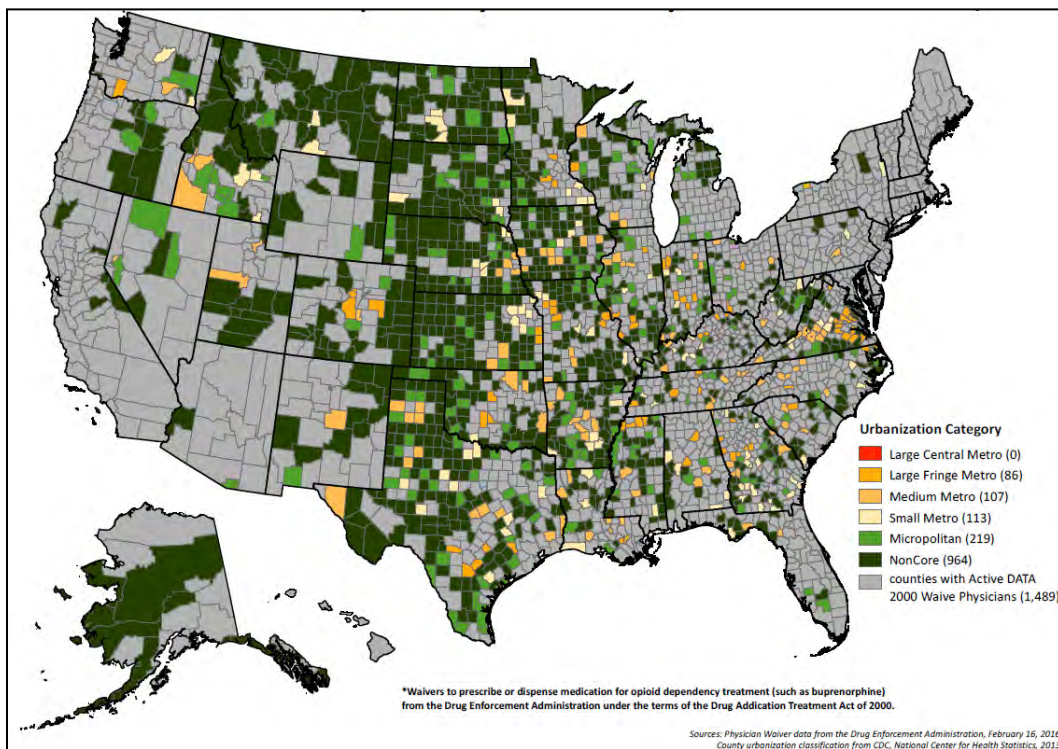 Urbanization Category
Large Central Metro (0)
Large Fringe Metro (86)
Medium Metro (107)
Small Metro (113)
Micropolitan (219)
NonCore (964)
counties with Active DATA
2000 Waive Physicians (1,489)
*Waivers to prescribe or dispense medication for opioid dependency treatment (such as buprenorphine)
from the Drug Enforcement Administration under the terms of the Drug Addication Treatment Act of 2000.
Sources: Physician Waiver data from the Drug Enforcement Administration, February 16, 201
County urbanization classification from CDC, National Center for Health Statistics, 201